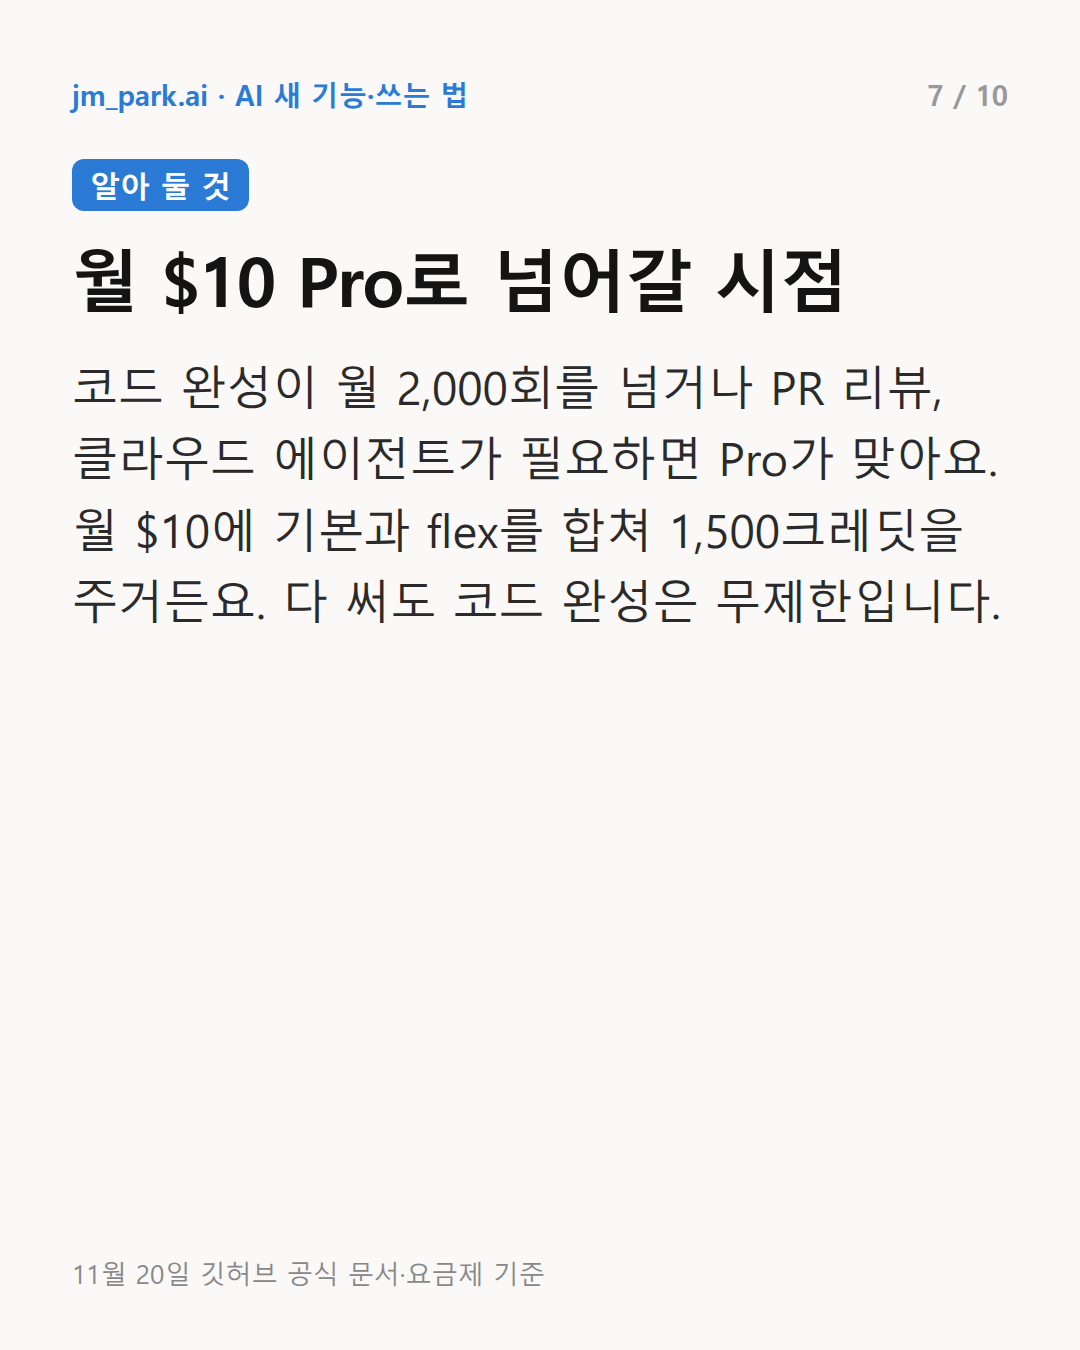 jm_park.ai · AI 새 기능·쓰는 법
7 / 10
알아 둘 것
월 $10 Pro로 넘어갈 시점
코드 완성이 월 2,000회를 넘거나 PR 리뷰,
클라우드 에이전트가 필요하면 Pro가 맞아요.
월 $10에 기본과 flex를 합쳐 1,500크레딧을
주거든요. 다 써도 코드 완성은 무제한입니다.
11월 20일 깃허브 공식 문서·요금제 기준